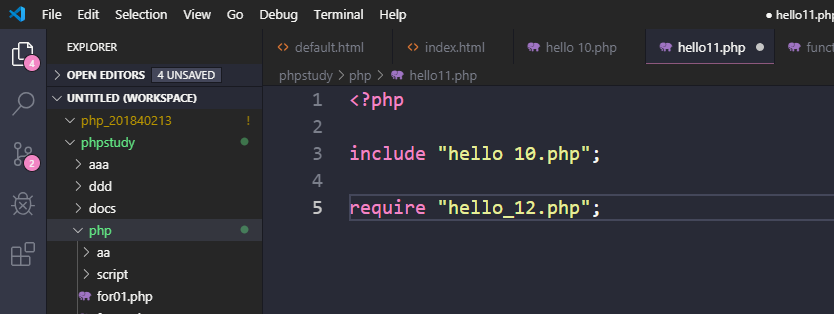 File Edit Selection View Go Debug Terminal Help ● hello11.php
EXPLORER
<> default.html <> index.html hello 10.php hello11.php ●
4
> OPEN EDITORS 4 UNSAVED
phpstudy > php > hello11.php
UNTITLED (WORKSPACE)
1 <?php
php_201840213 !
2
phpstudy
3 include "hello 10.php";
2
> aaa
4
> ddd
5 require "hello_12.php";
> docs
php
> aa
> script
for01.php